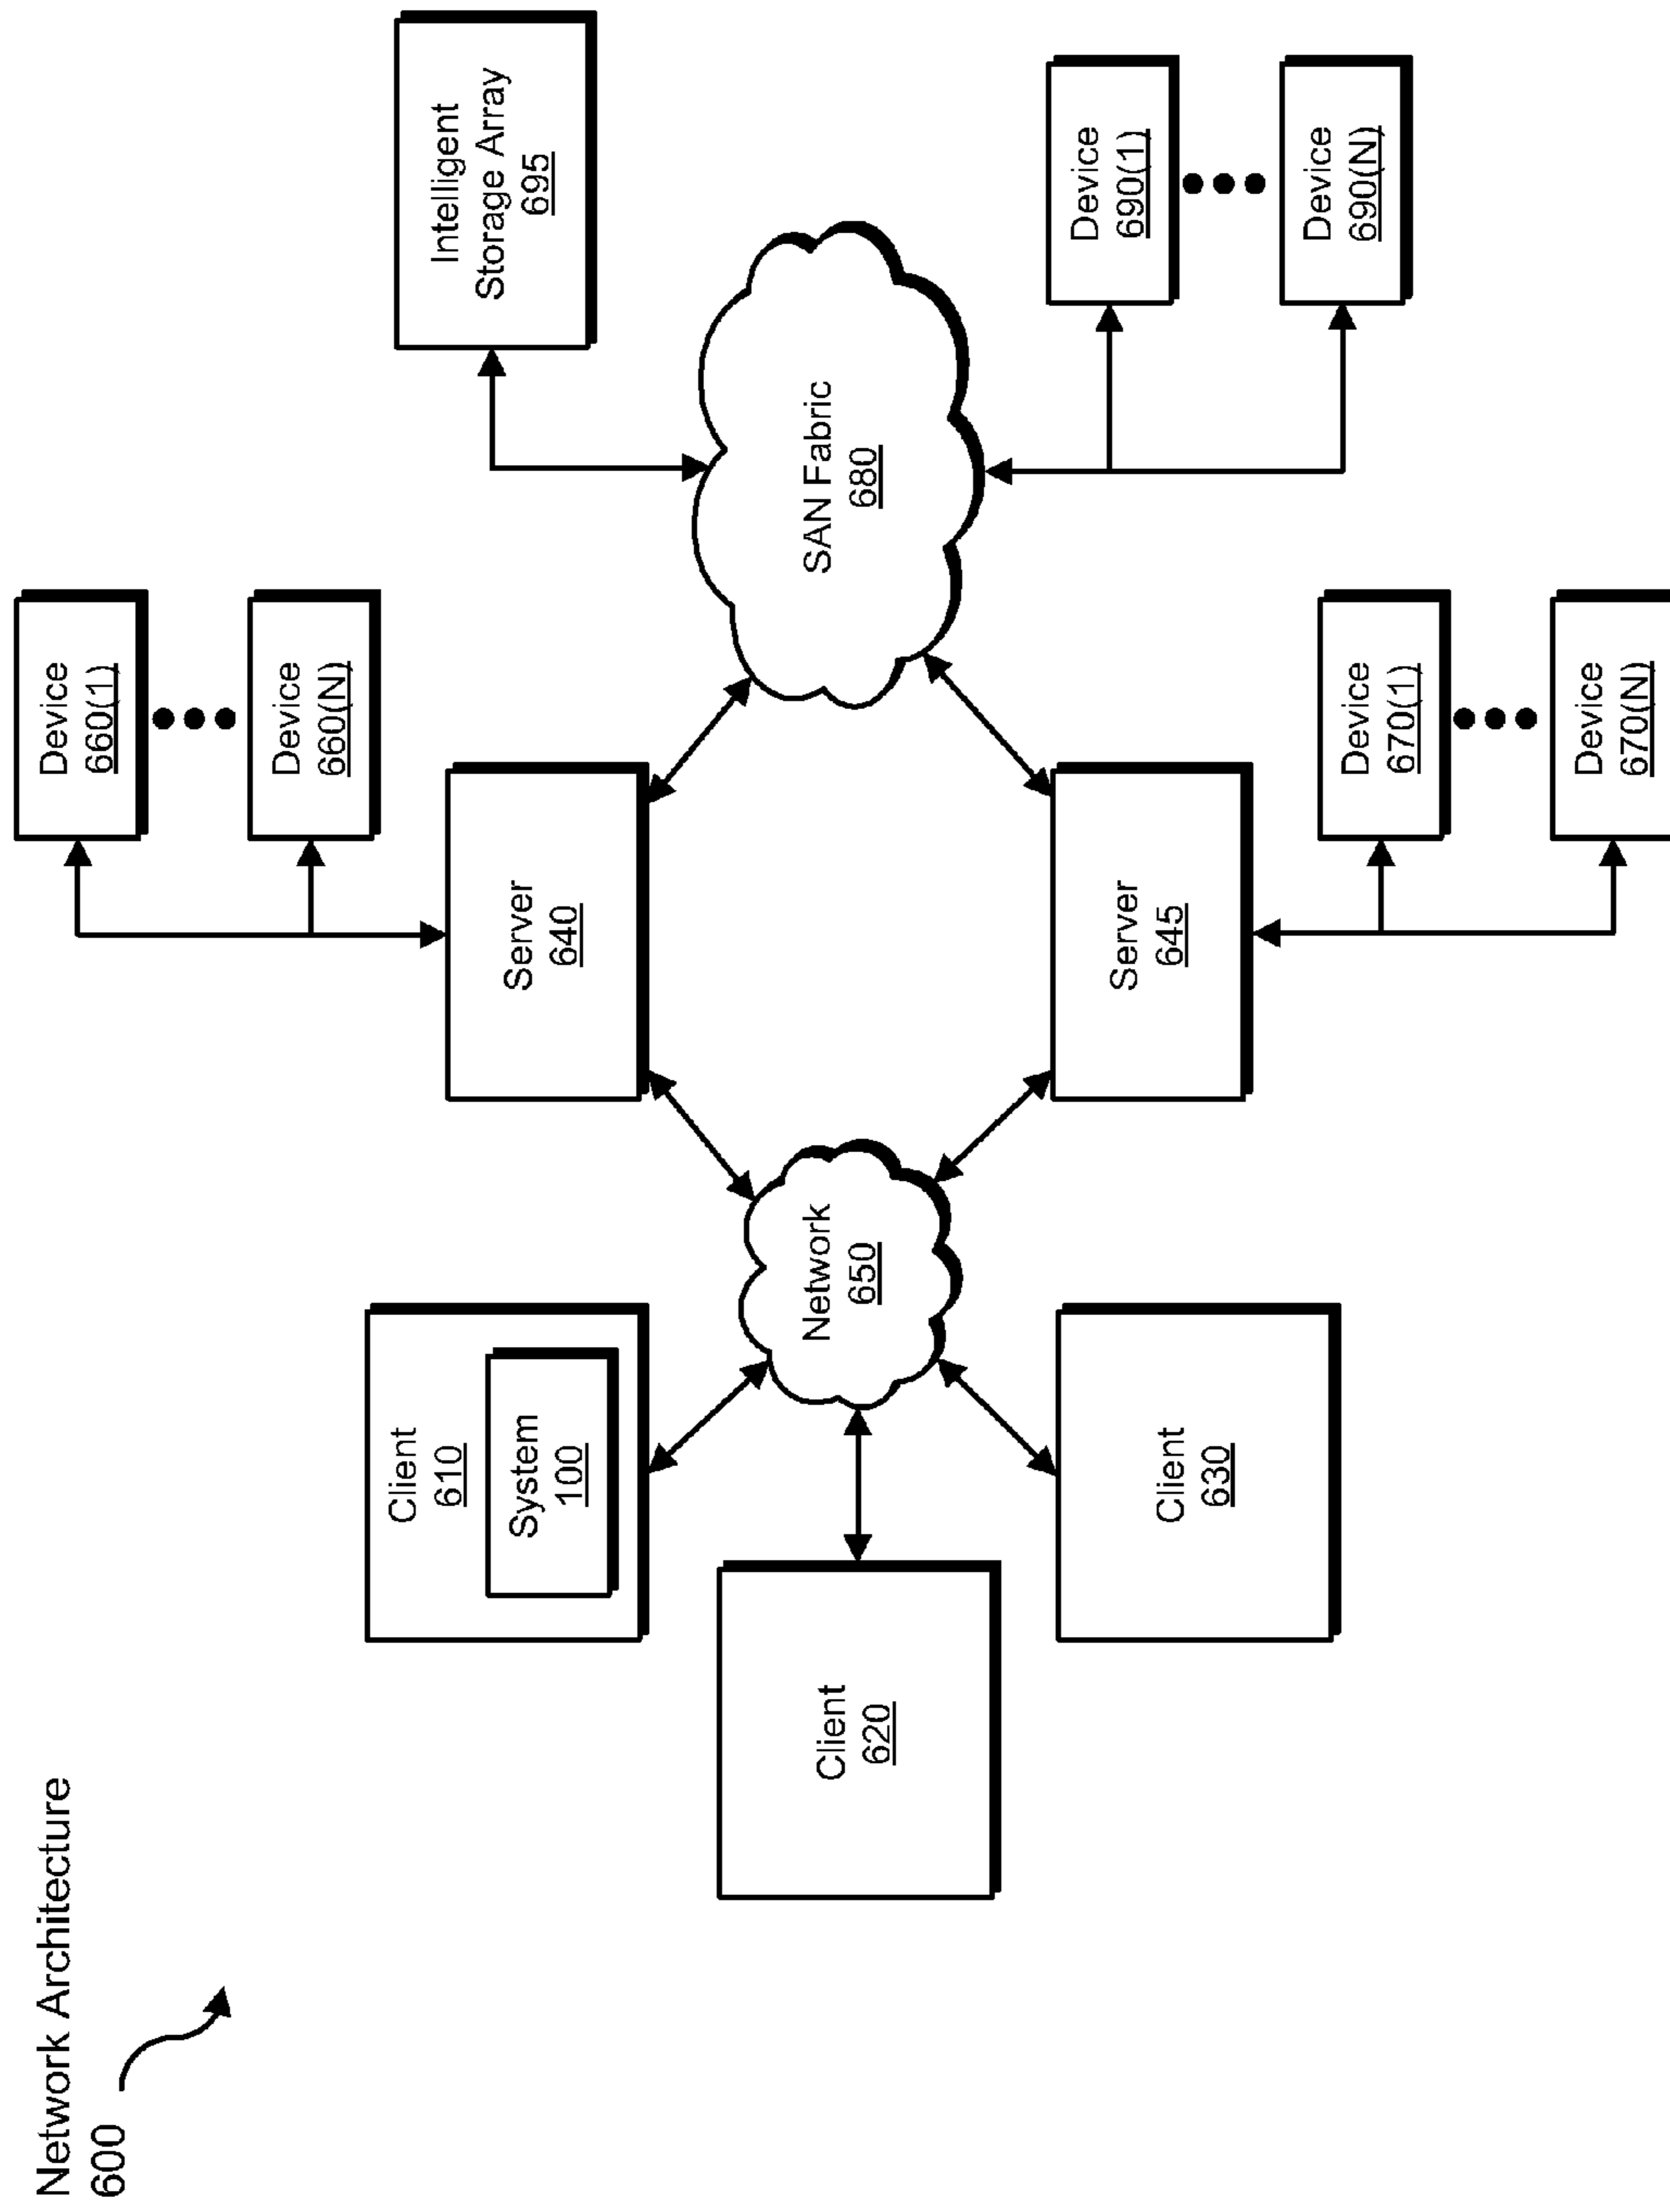 Network Architecture
600
Client
610
System
100
Client
620
Client
630
Network
650
Server
640
Server
645
Device
660(1)
Device
660(N)
Device
670(1)
Device
670(N)
SAN Fabric
680
Intelligent
Storage Array
695
Device
690(1)
Device
690(N)